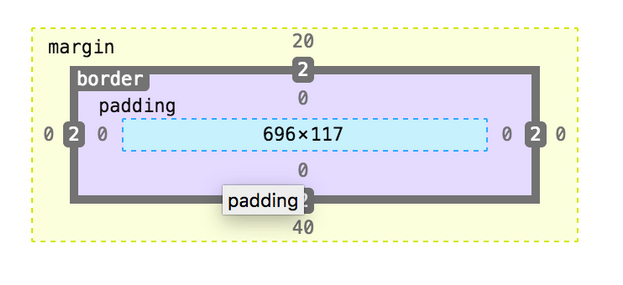 margin 20
border 2
padding 0
0 2 0 696×117 0 2 0
0
padding
40